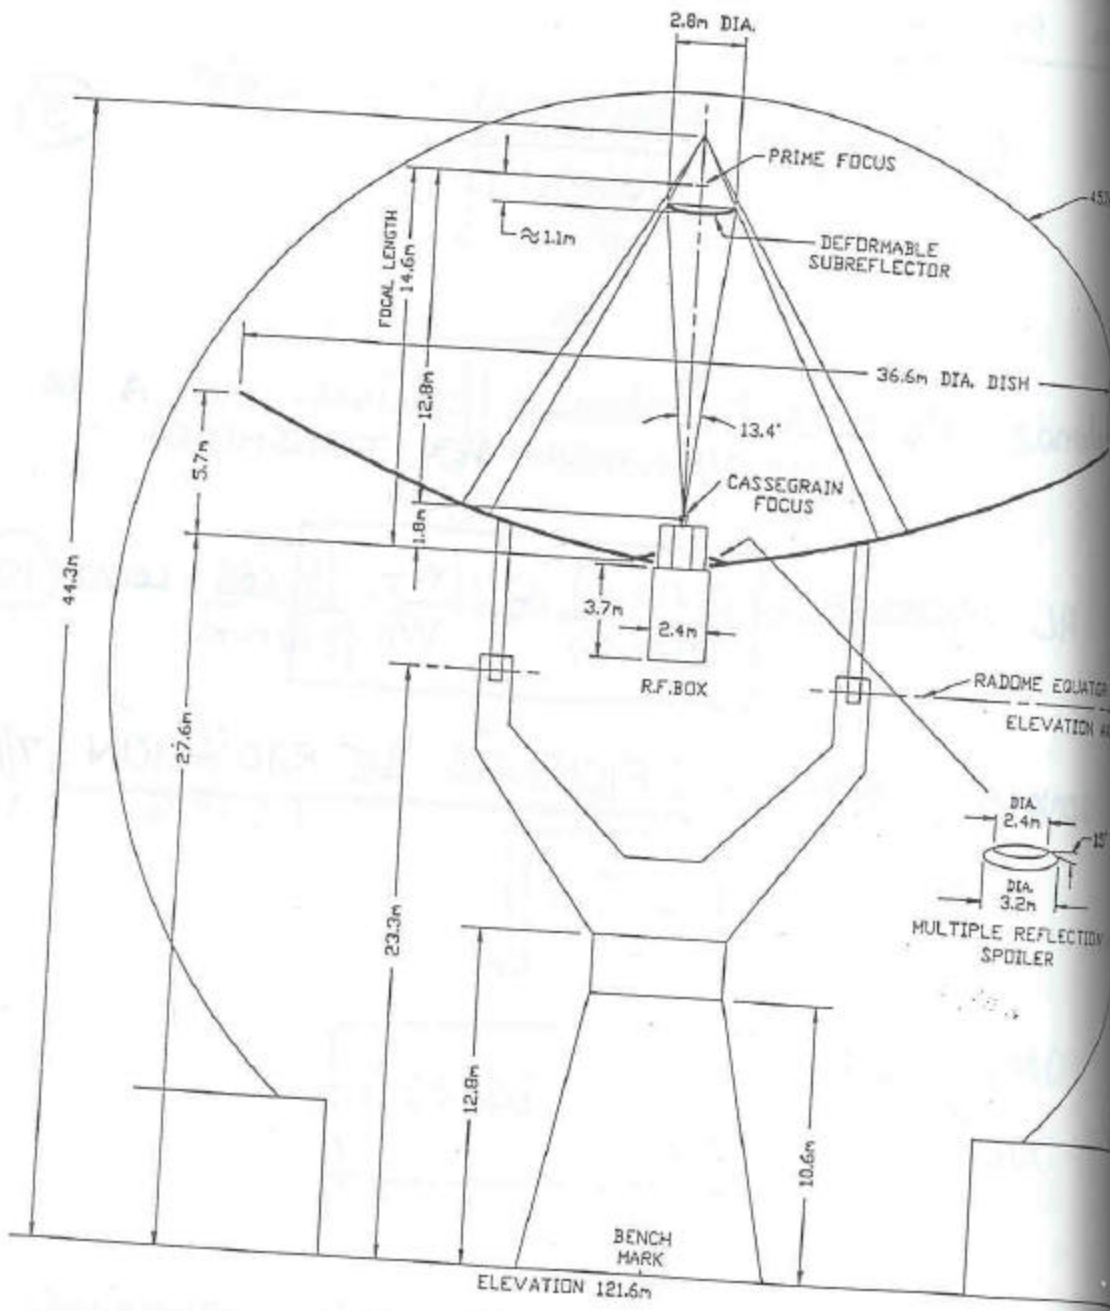 2.8m DIA.
PRIME FOCUS
≈1.1m
DEFORMABLE
SUBREFLECTOR
FOCAL LENGTH
14.6m
12.8m
36.6m DIA. DISH
13.4°
5.7m
CASSEGRAIN
FOCUS
1.8m
44.3m
3.7m
2.4m
R.F.BOX
RADOME EQUATOR
ELEVATION
27.6m
DIA.
2.4m
15
DIA.
3.2m
MULTIPLE REFLECTION
SPOILER
23.3m
12.8m
10.6m
BENCH
MARK
ELEVATION 121.6m